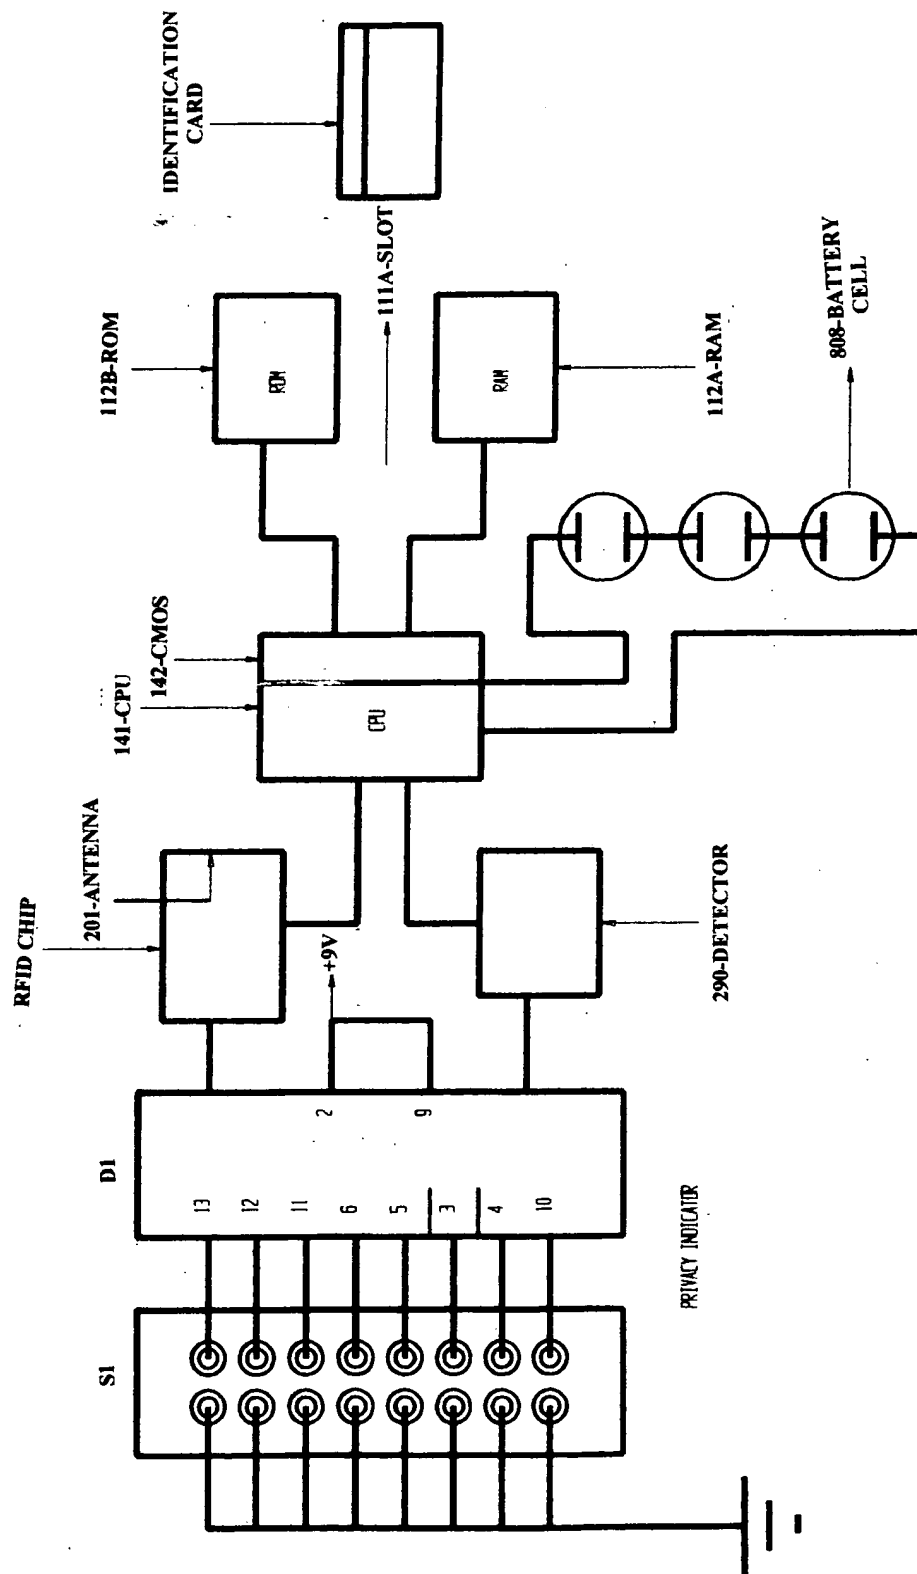 S1
D1
RFID CHIP
201-ANTENNA
141-CPU
142-CMOS
112B-ROM
IDENTIFICATION
CARD
13
12
11
6
5
3
4
10
2
9
+9V
CPU
ROM
RAM
111A-SLOT
PRIVACY INDICATOR
290-DETECTOR
112A-RAM
808-BATTERY
CELL